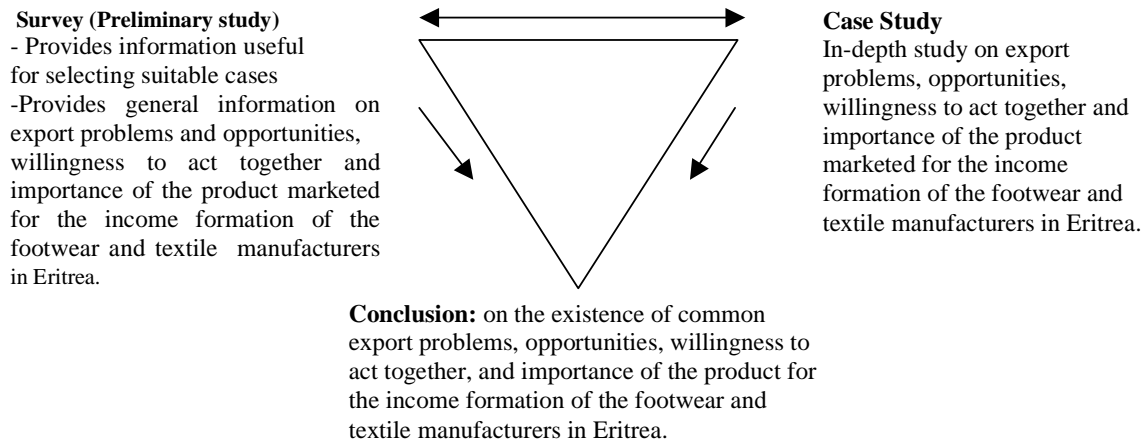 Survey (Preliminary study)
- Provides information useful
for selecting suitable cases
-Provides general information on
export problems and opportunities,
willingness to act together and
importance of the product marketed
for the income formation of the
footwear and textile manufacturers
in Eritrea.
Case Study
In-depth study on export
problems, opportunities,
willingness to act together and
importance of the product
marketed for the income
formation of the footwear and
textile manufacturers in Eritrea.
Conclusion: on the existence of common
export problems, opportunities, willingness to
act together, and importance of the product for
the income formation of the footwear and
textile manufacturers in Eritrea.